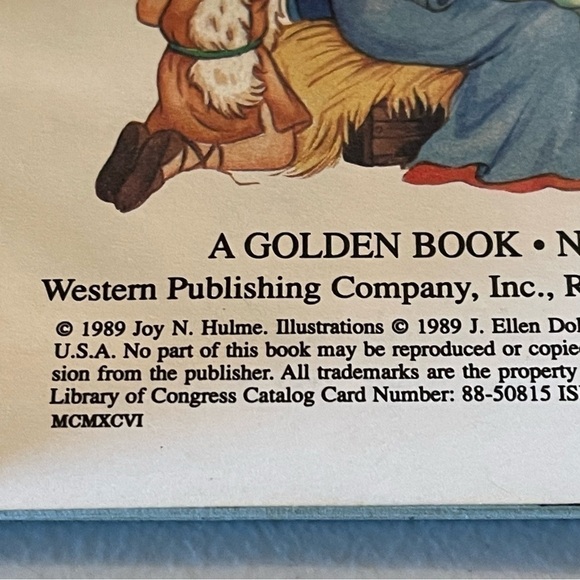 A GOLDEN BOOK • N
Western Publishing Company, Inc., R
© 1989 Joy N. Hulme. Illustrations © 1989 J. Ellen Dol
U.S.A. No part of this book may be reproduced or copie
sion from the publisher. All trademarks are the property
Library of Congress Catalog Card Number: 88-50815 IS
MCMXCVI